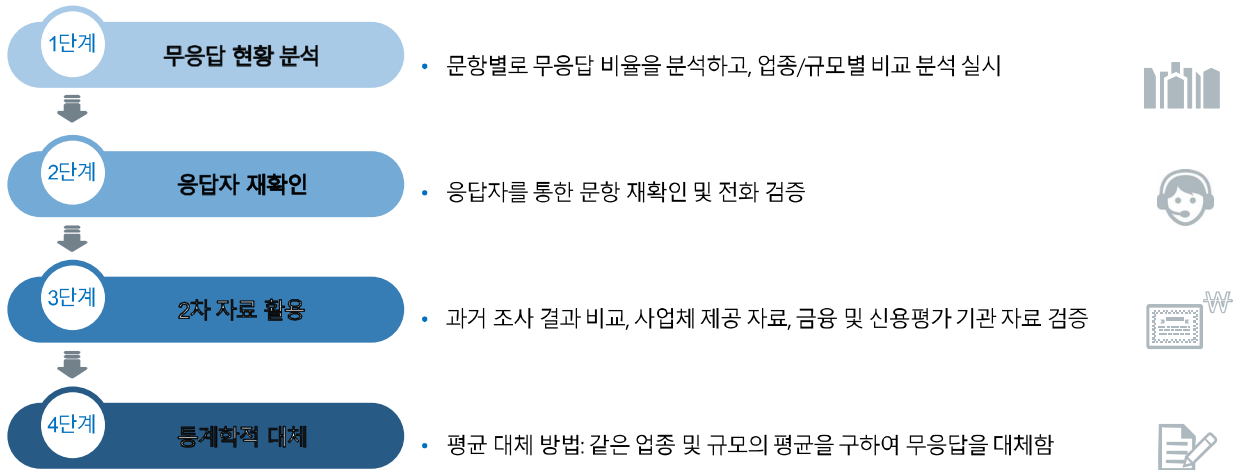 1단계
무응답 현황 분석
• 문항별로 무응답 비율을 분석하고, 업종/규모별 비교 분석 실시
2단계
응답자 재확인
• 응답자를 통한 문항 재확인 및 전화 검증
3단계
2차 자료 활용
• 과거 조사 결과 비교, 사업체 제공 자료, 금융 및 신용평가 기관 자료 검증
₩
4단계
통계학적 대체
• 평균 대체 방법: 같은 업종 및 규모의 평균을 구하여 무응답을 대체함